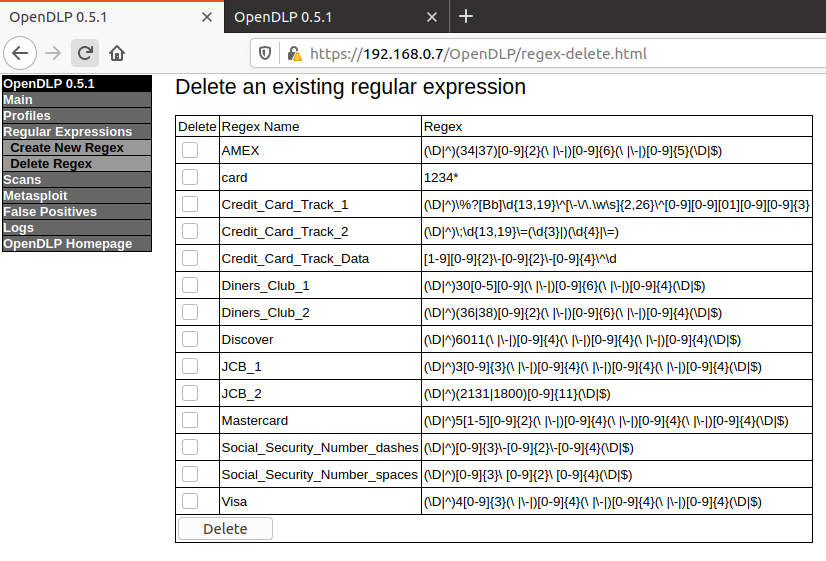 OpenDLP 0.5.1
OpenDLP 0.5.1
https://192.168.0.7/OpenDLP/regex-delete.html
OpenDLP 0.5.1
Main
Profiles
Regular Expressions
Create New Regex
Delete Regex
Scans
Metasploit
False Positives
Logs
OpenDLP Homepage
Delete an existing regular expression
Delete Regex Name Regex
AMEX (\D|^)(34|37)[0-9]{2}(\ |\-|)[0-9]{6}(\ |\-|)[0-9]{5}(\D|$)
card 1234*
Credit_Card_Track_1 (\D|^)\%?[Bb]\d{13,19}\^[\-\/\.\w\s]{2,26}\^[0-9][0-9][01][0-9][0-9]{3}
Credit_Card_Track_2 (\D|^)\;\d{13,19}\=(\d{3}|)(\d{4}|\=)
Credit_Card_Track_Data [1-9][0-9]{2}\-[0-9]{2}\-[0-9]{4}\^\d
Diners_Club_1 (\D|^)30[0-5][0-9](\ |\-|)[0-9]{6}(\ |\-|)[0-9]{4}(\D|$)
Diners_Club_2 (\D|^)(36|38)[0-9]{2}(\ |\-|)[0-9]{6}(\ |\-|)[0-9]{4}(\D|$)
Discover (\D|^)6011(\ |\-|)[0-9]{4}(\ |\-|)[0-9]{4}(\ |\-|)[0-9]{4}(\D|$)
JCB_1 (\D|^)3[0-9]{3}(\ |\-|)[0-9]{4}(\ |\-|)[0-9]{4}(\ |\-|)[0-9]{4}(\D|$)
JCB_2 (\D|^)(2131|1800)[0-9]{11}(\D|$)
Mastercard (\D|^)5[1-5][0-9]{2}(\ |\-|)[0-9]{4}(\ |\-|)[0-9]{4}(\ |\-|)[0-9]{4}(\D|$)
Social_Security_Number_dashes (\D|^)[0-9]{3}\-[0-9]{2}\-[0-9]{4}(\D|$)
Social_Security_Number_spaces (\D|^)[0-9]{3}\ [0-9]{2}\ [0-9]{4}(\D|$)
Visa (\D|^)4[0-9]{3}(\ |\-|)[0-9]{4}(\ |\-|)[0-9]{4}(\ |\-|)[0-9]{4}(\D|$)
Delete